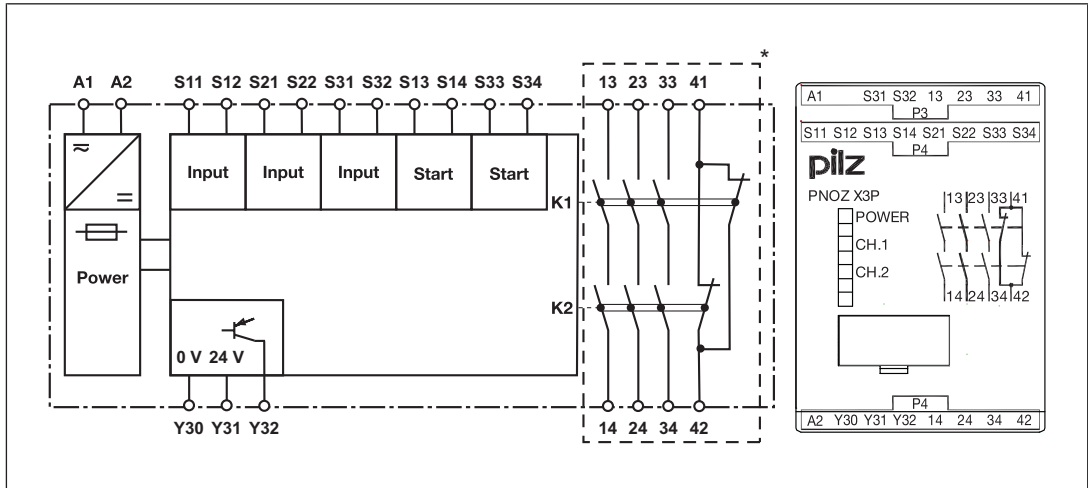 *
A1 A2 S11 S12 S21 S22 S31 S32 S13 S14 S33 S34 13 23 33 41
Input Input Input Start Start
K1
Power
K2
0 V 24 V
Y30 Y31 Y32 14 24 34 42
A1 S31 S32 13 23 33 41
P3
S11 S12 S13 S14 S21 S22 S33 S34
P4
pilz
PNOZ X3P
13 23 33 41
POWER
CH.1
CH.2
14 24 34 42
P4
A2 Y30 Y31 Y32 14 24 34 42